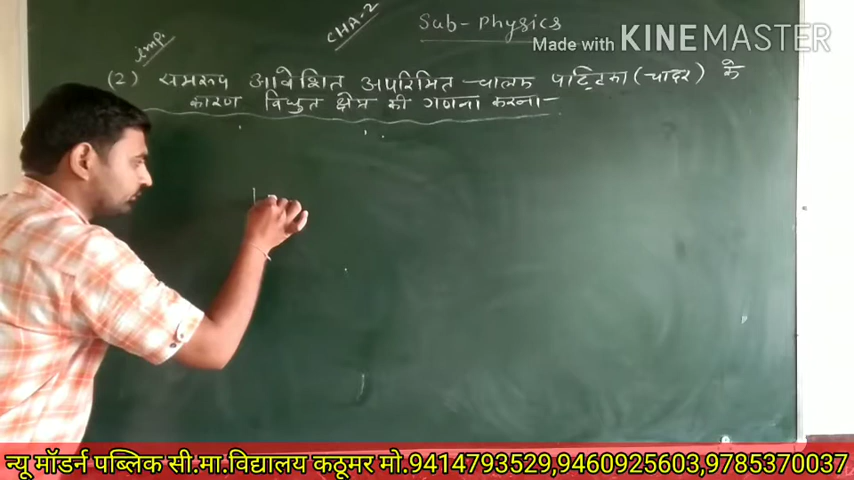 imp.
CHA-2
Sub-Physics
Made with KINEMASTER
(2) समरूप आवेशित अपरिमित चालक पाट्टिका (चादर) के
कारण विधुत क्षेत्र की गणना करना-
न्यू मॉडर्न पब्लिक सी.मा.विद्यालय कठूमर मो.9414793529,9460925603,9785370037